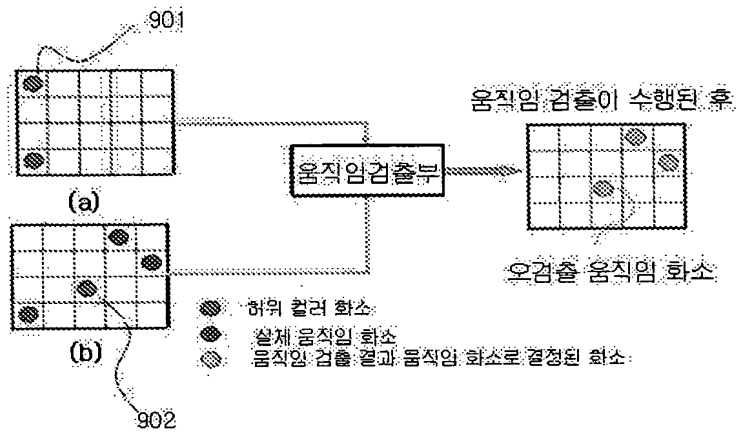 901
움직임 검출이 수행된 후
움직임검출부
(a)
오검출 움직임 화소
허위 컬러 화소
실제 움직임 화소
(b)
움직임 검출 결과 움직임 화소로 결정된 화소
902